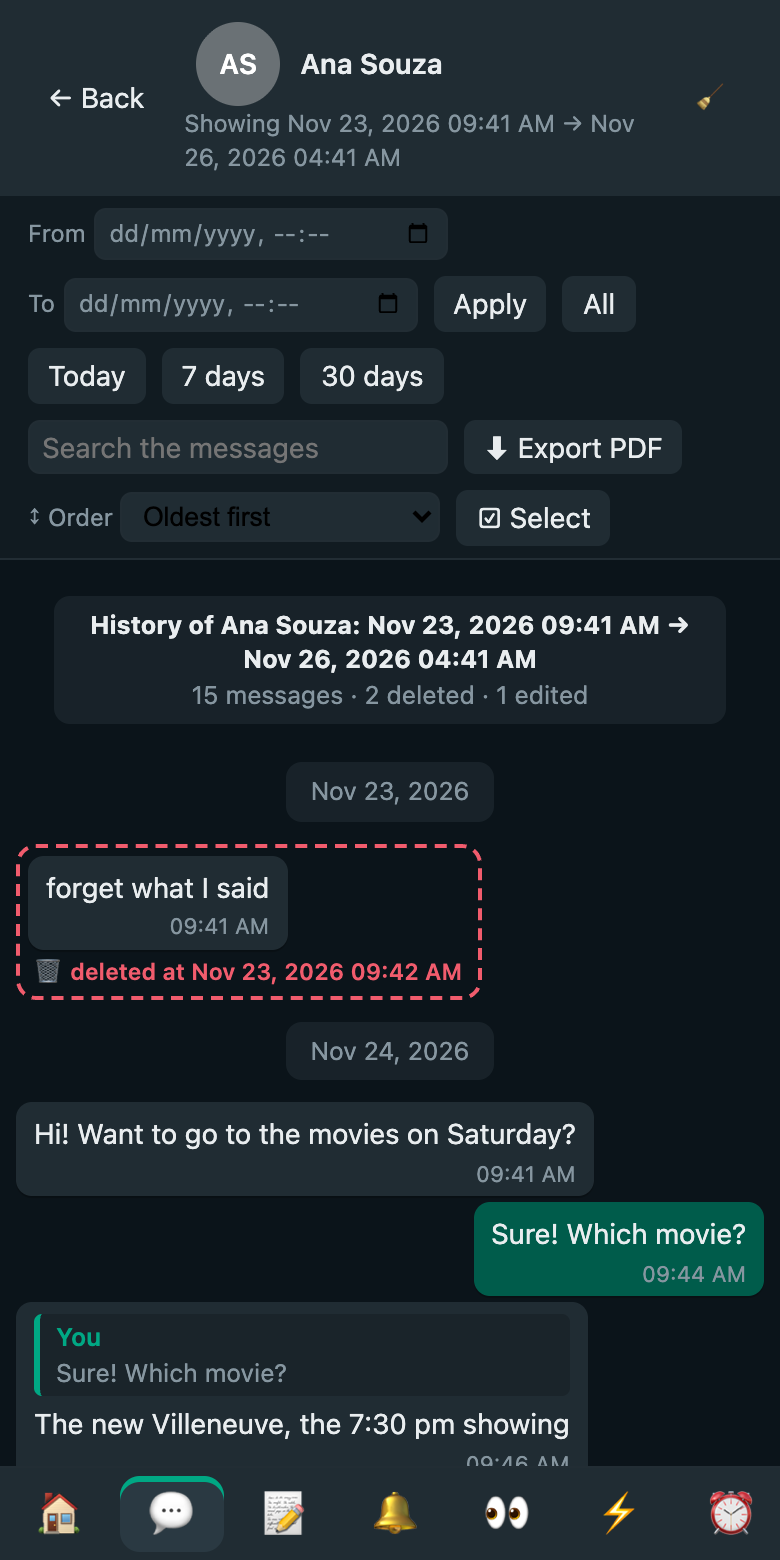 AS
Ana Souza
← Back
Showing Nov 23, 2026 09:41 AM → Nov
26, 2026 04:41 AM
From dd/mm/yyyy, --:--
To dd/mm/yyyy, --:-- Apply All
Today 7 days 30 days
Search the messages ⬇ Export PDF
↕ Order Oldest first ☑ Select
History of Ana Souza: Nov 23, 2026 09:41 AM →
Nov 26, 2026 04:41 AM
15 messages · 2 deleted · 1 edited
Nov 23, 2026
forget what I said
09:41 AM
🗑 deleted at Nov 23, 2026 09:42 AM
Nov 24, 2026
Hi! Want to go to the movies on Saturday?
09:41 AM
Sure! Which movie?
09:44 AM
You
Sure! Which movie?
The new Villeneuve, the 7:30 pm showing
09:46 AM